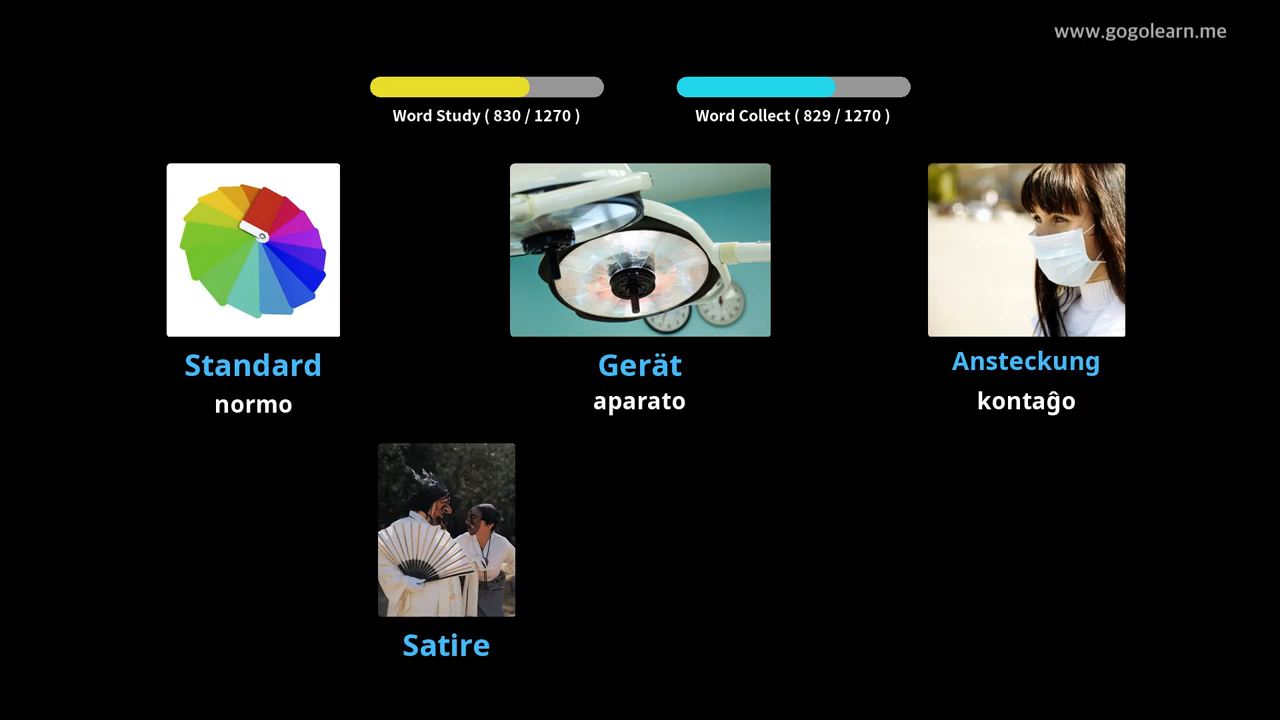 www.gogolearn.me
Word Study ( 830 / 1270 )
Word Collect ( 829 / 1270 )
Standard
normo
Gerät
aparato
Ansteckung
kontaĝo
Satire